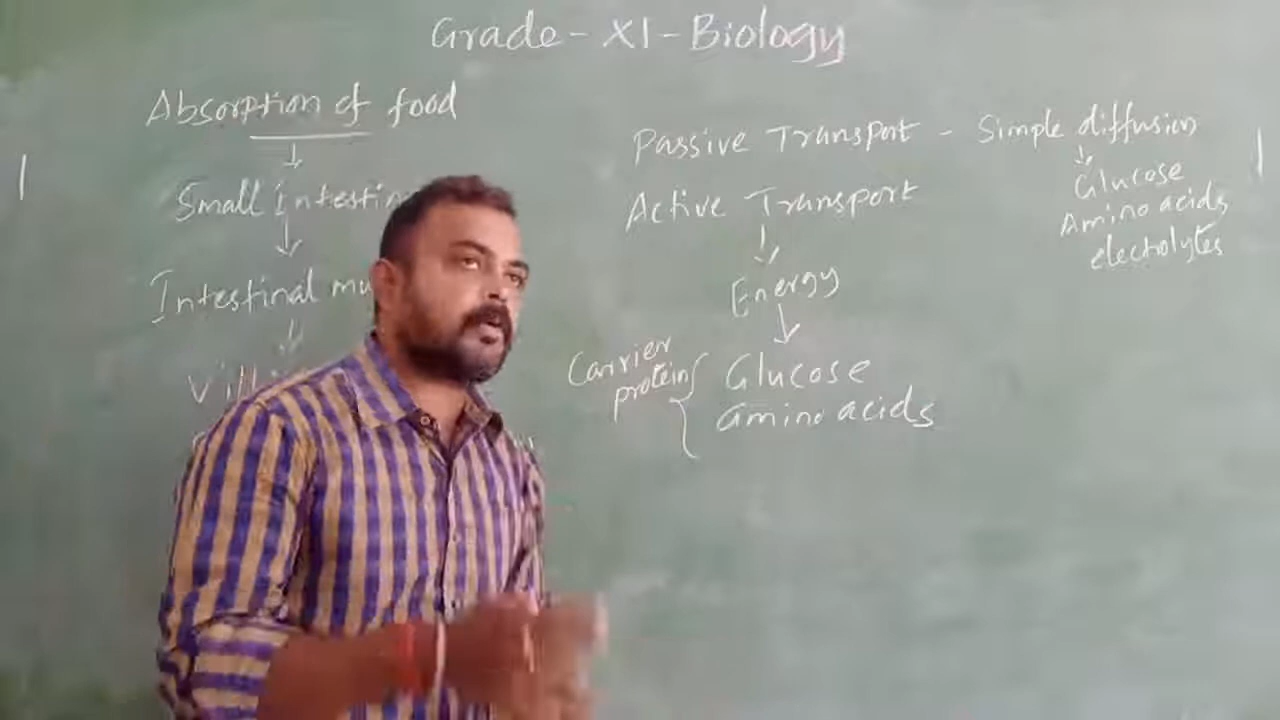 Grade - XI - Biology
Absorption of food
Small
Intestinal
Passive Transport - Simple diffusion
Glucose
Amino acids
electrolytes
Active Transport
Energy
Carrier
protein
Glucose
amino acids